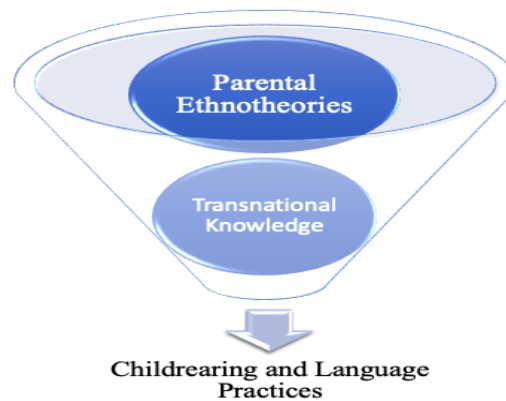 Parental
Ethnotheories
Transnational
Knowledge
Childrearing and Language
Practices